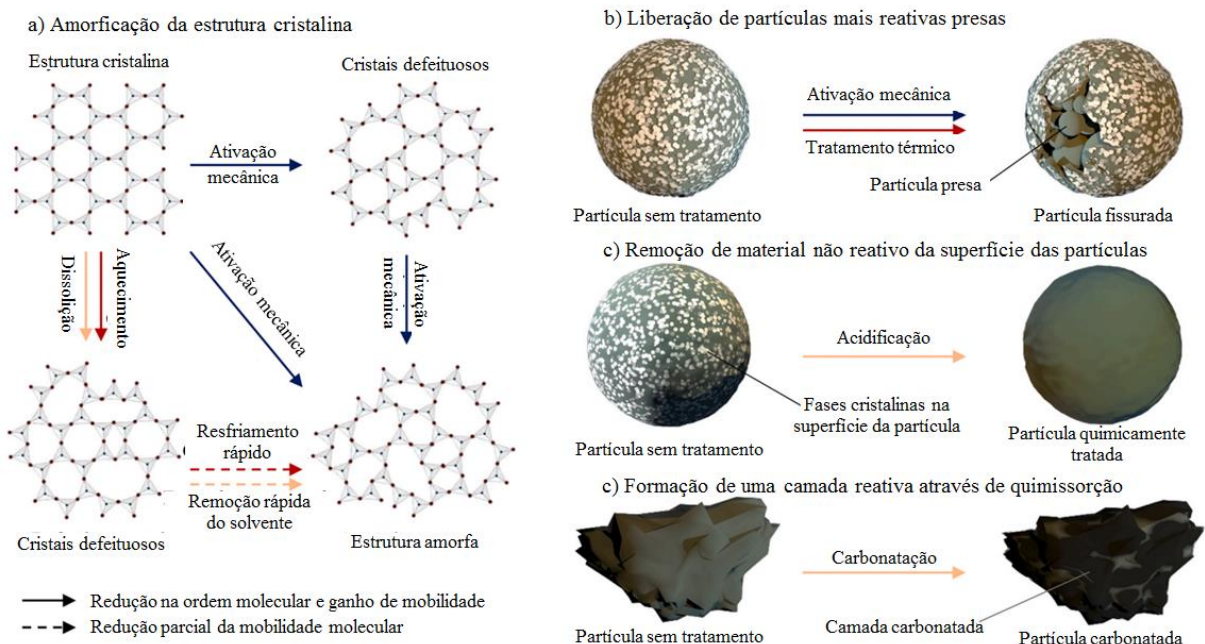 a) Amorficação da estrutura cristalina
Estrutura cristalina
Cristais defeituosos
Ativação
mecânica
Dissolição
Aquecimento
Ativação mecânica
Ativação
mecânica
Resfriamento
rápido
Remoção rápida
do solvente
Cristais defeituosos
Estrutura amorfa
Redução na ordem molecular e ganho de mobilidade
Redução parcial da mobilidade molecular
b) Liberação de partículas mais reativas presas
Ativação mecânica
Tratamento térmico
Partícula presa
Partícula sem tratamento
Partícula fissurada
c) Remoção de material não reativo da superfície das partículas
Acidificação
Fases cristalinas na
superfície da partícula
Partícula sem tratamento
Partícula quimicamente
tratada
c) Formação de uma camada reativa através de quimissorção
Carbonatação
Camada carbonatada
Partícula sem tratamento
Partícula carbonatada